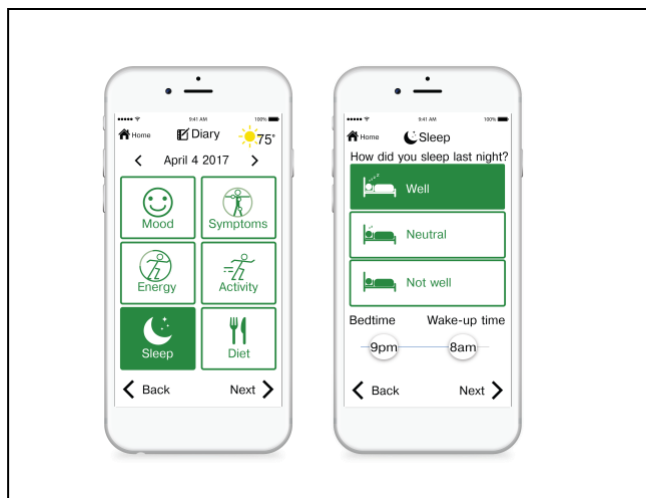 9:41 AM 100%
Home Diary 75°
April 4 2017
Mood Symptoms
Energy Activity
Sleep Diet
Back Next
9:41 AM 100%
Home Sleep
How did you sleep last night?
Well
Neutral
Not well
Bedtime Wake-up time
9pm 8am
Back Next